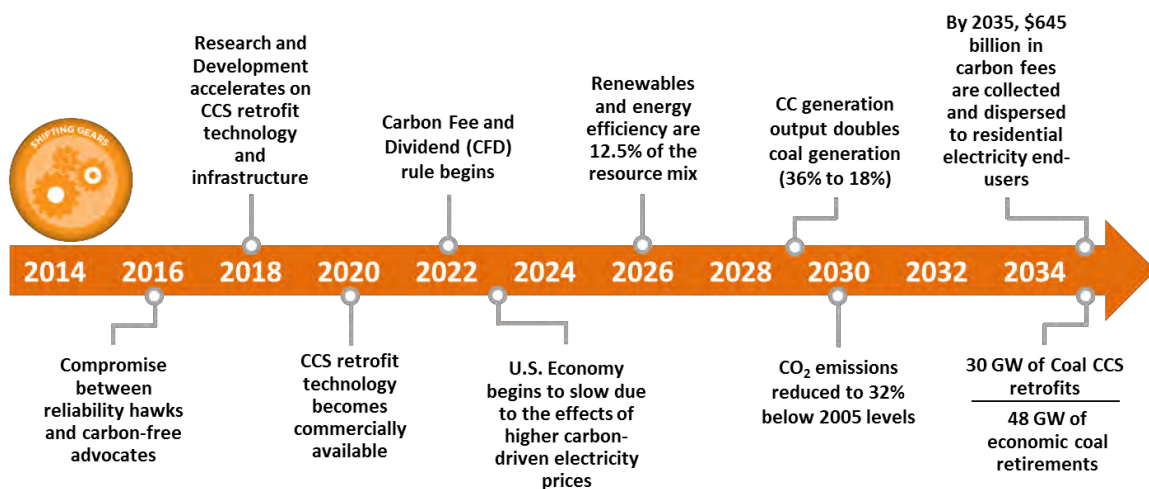 SHIFTING GEARS
Research and
Development
accelerates on
CCS retrofit
technology
and
infrastructure
Carbon Fee and
Dividend (CFD)
rule begins
Renewables
and energy
efficiency are
12.5% of the
resource mix
CC generation
output doubles
coal generation
(36% to 18%)
By 2035, $645
billion in
carbon fees
are collected
and dispersed
to residential
electricity end-
users
2014 2016 2018 2020 2022 2024 2026 2028 2030 2032 2034
Compromise
between
reliability hawks
and carbon-free
advocates
CCS retrofit
technology
becomes
commercially
available
U.S. Economy
begins to slow due
to the effects of
higher carbon-
driven electricity
prices
CO₂ emissions
reduced to 32%
below 2005 levels
30 GW of Coal CCS
retrofits
48 GW of
economic coal
retirements